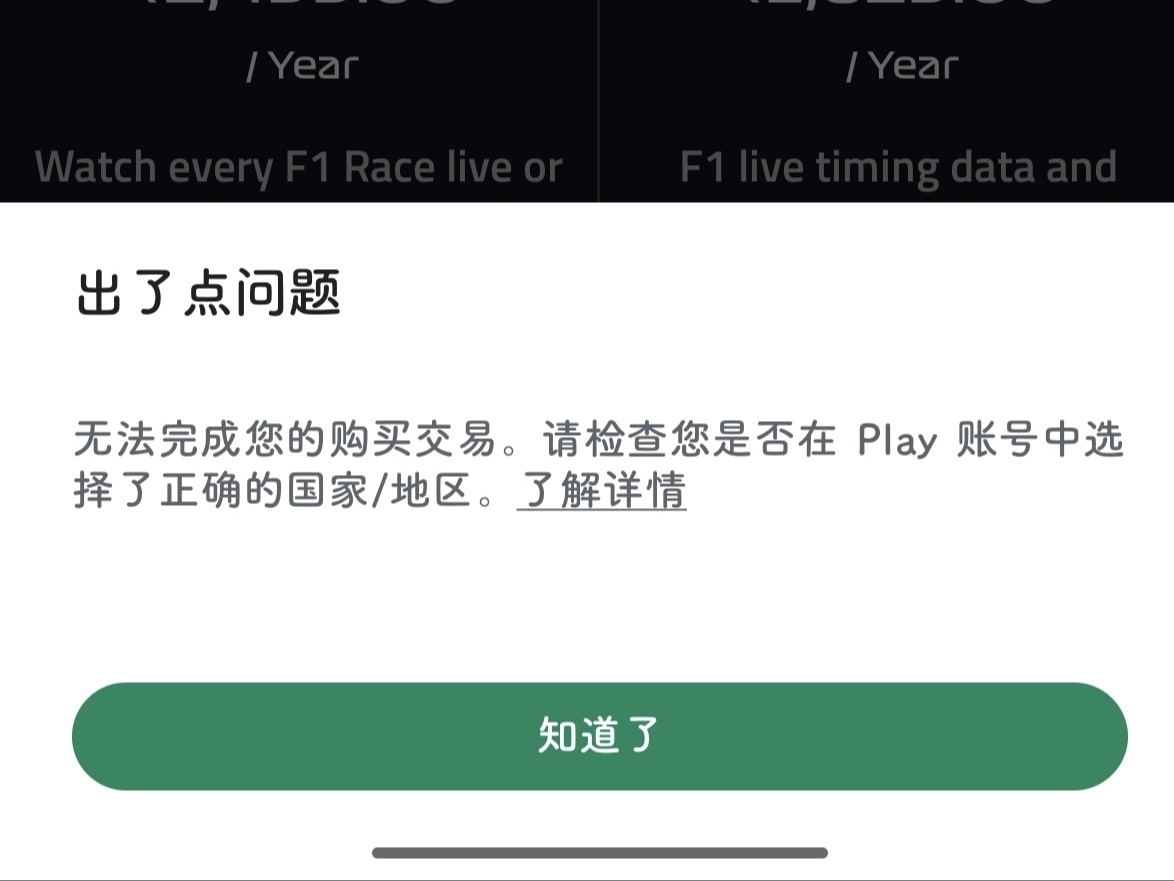 / Year
/ Year
Watch every F1 Race live or
F1 live timing data and
出了点问题
无法完成您的购买交易。请检查您是否在 Play 账号中选
择了正确的国家/地区。了解详情
知道了